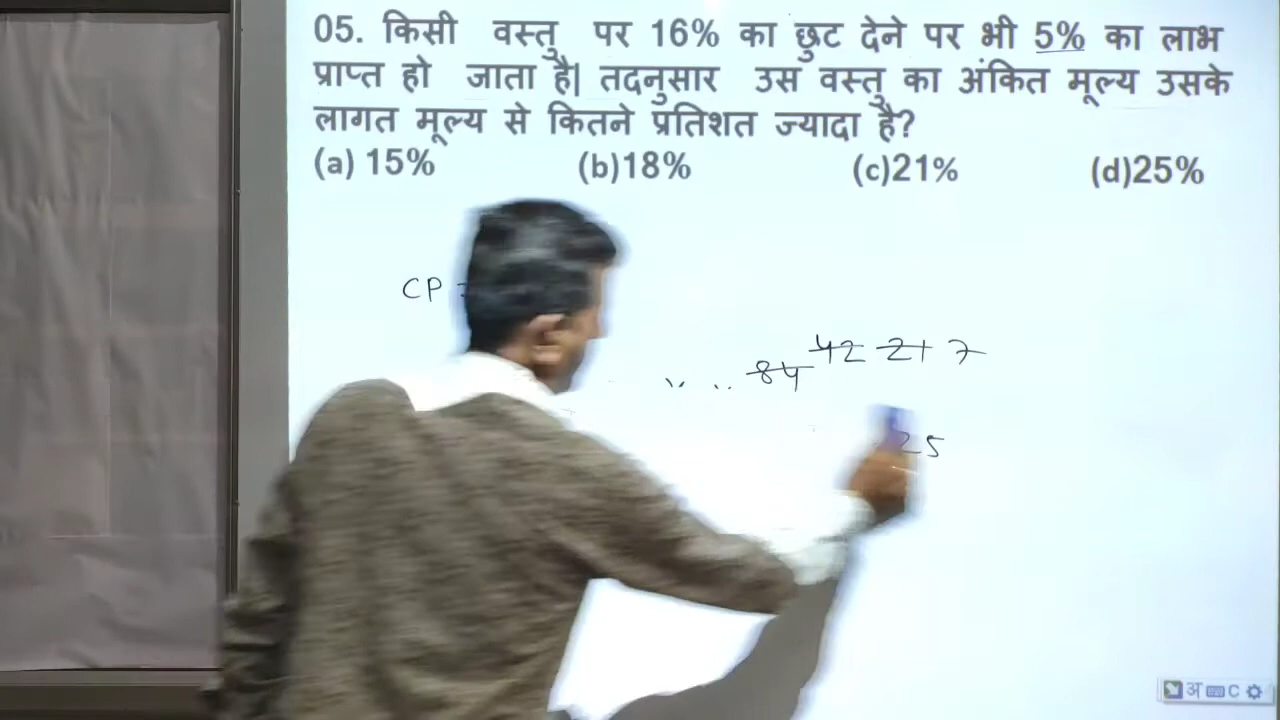 05. किसी वस्तु पर 16% का छुट देने पर भी 5% का लाभ
प्राप्त हो जाता है| तदनुसार उस वस्तु का अंकित मूल्य उसके
लागत मूल्य से कितने प्रतिशत ज्यादा है?
(a) 15% (b)18% (c)21% (d)25%
CP
84 42 21 7
25
अ C